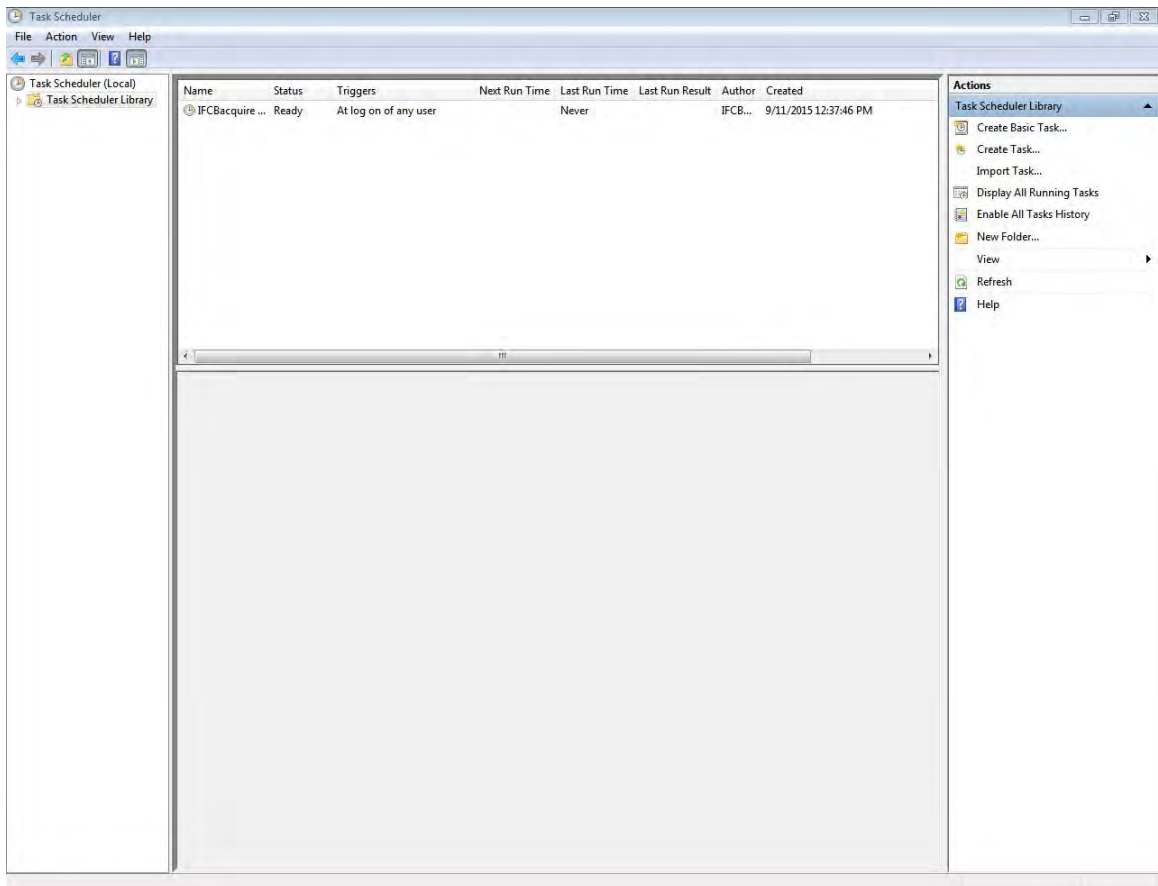 Task Scheduler
File Action View Help
Task Scheduler (Local)
Task Scheduler Library
Name Status Triggers Next Run Time Last Run Time Last Run Result Author Created
IFCBacquire ... Ready At log on of any user Never IFCB... 9/11/2015 12:37:46 PM
Actions
Task Scheduler Library
Create Basic Task...
Create Task...
Import Task...
Display All Running Tasks
Enable All Tasks History
New Folder...
View
Refresh
Help